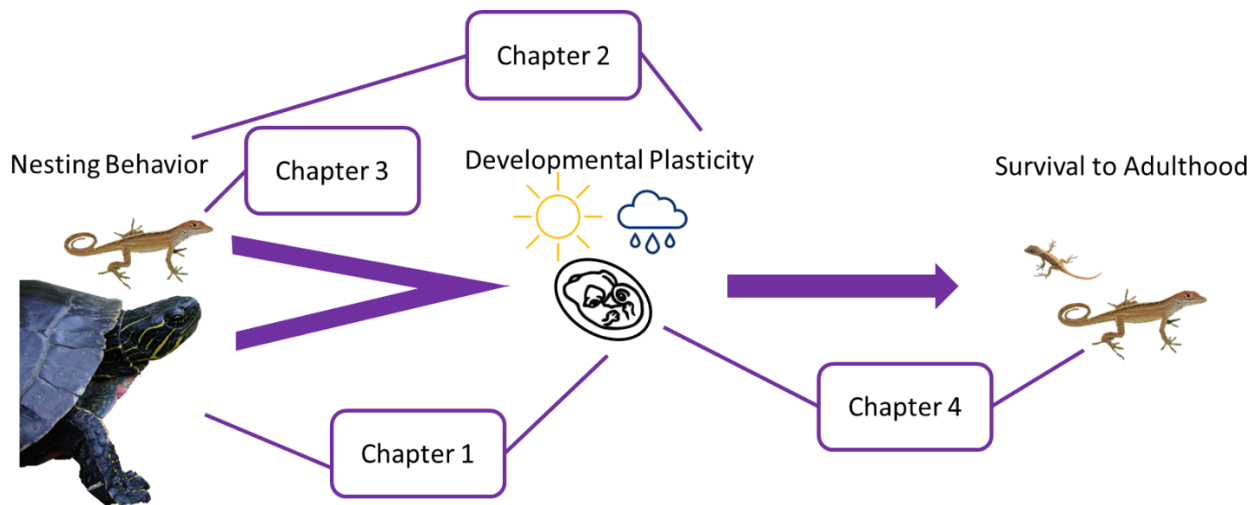 Chapter 2
Nesting Behavior
Chapter 3
Developmental Plasticity
Survival to Adulthood
Chapter 1
Chapter 4